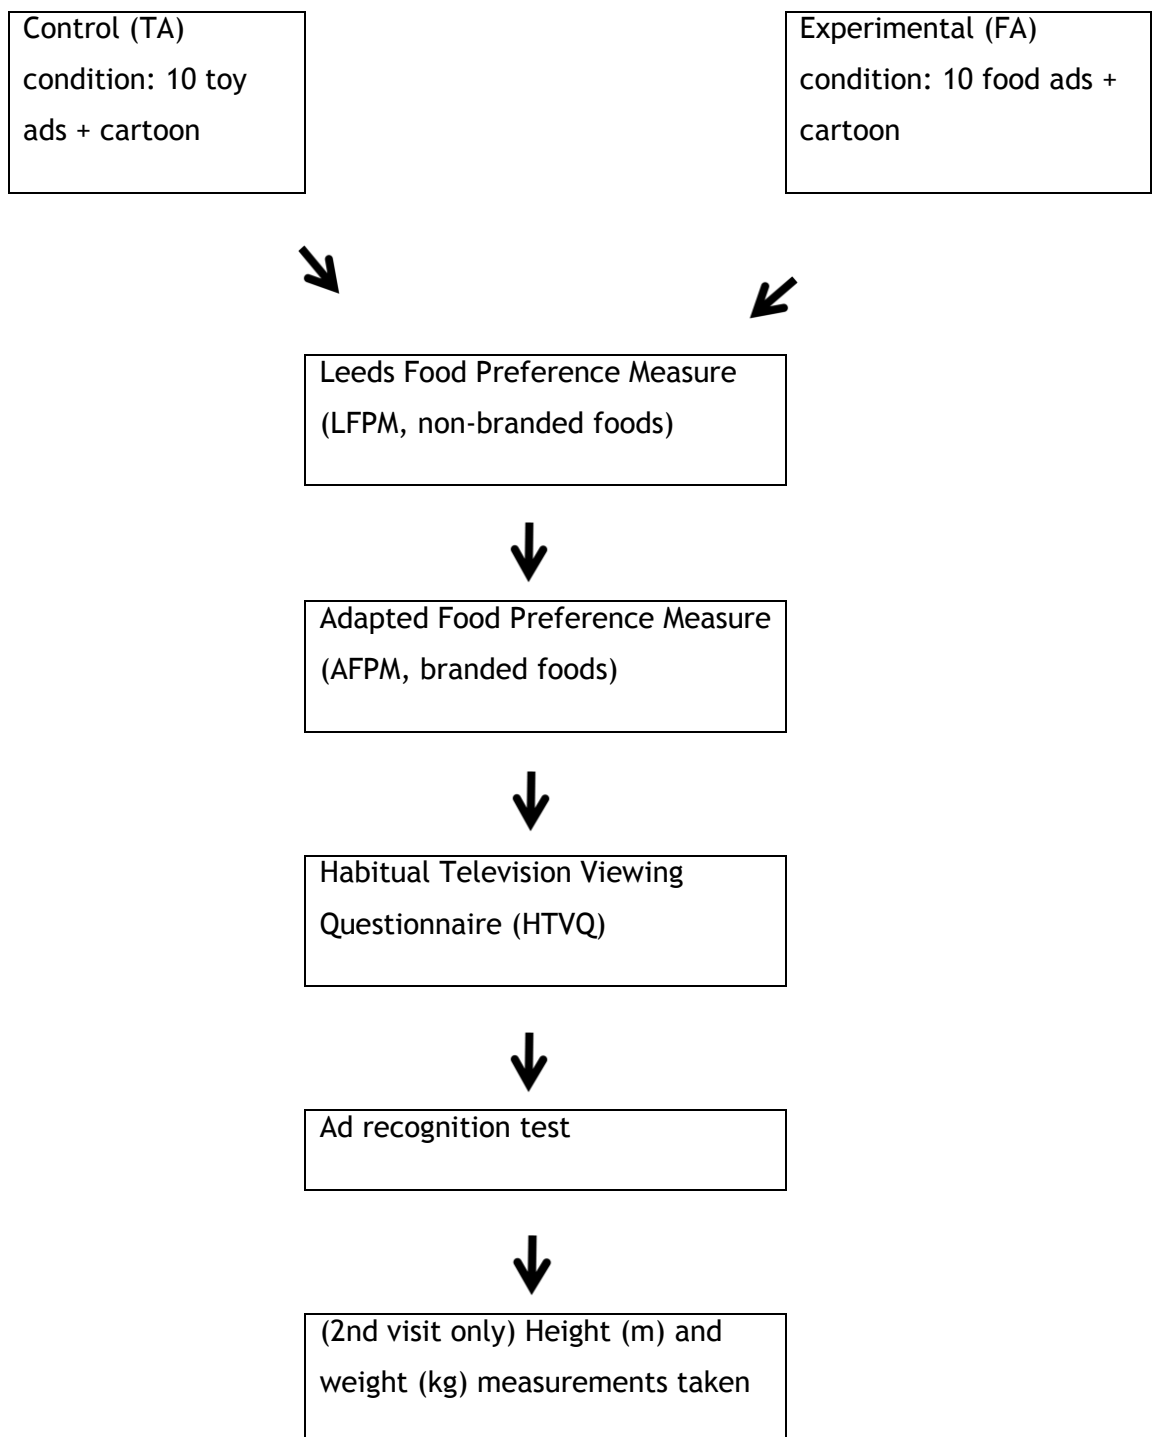 Control (TA)
condition: 10 toy
ads + cartoon
Experimental (FA)
condition: 10 food ads +
cartoon
Leeds Food Preference Measure
(LFPM, non-branded foods)
Adapted Food Preference Measure
(AFPM, branded foods)
Habitual Television Viewing
Questionnaire (HTVQ)
Ad recognition test
(2nd visit only) Height (m) and
weight (kg) measurements taken